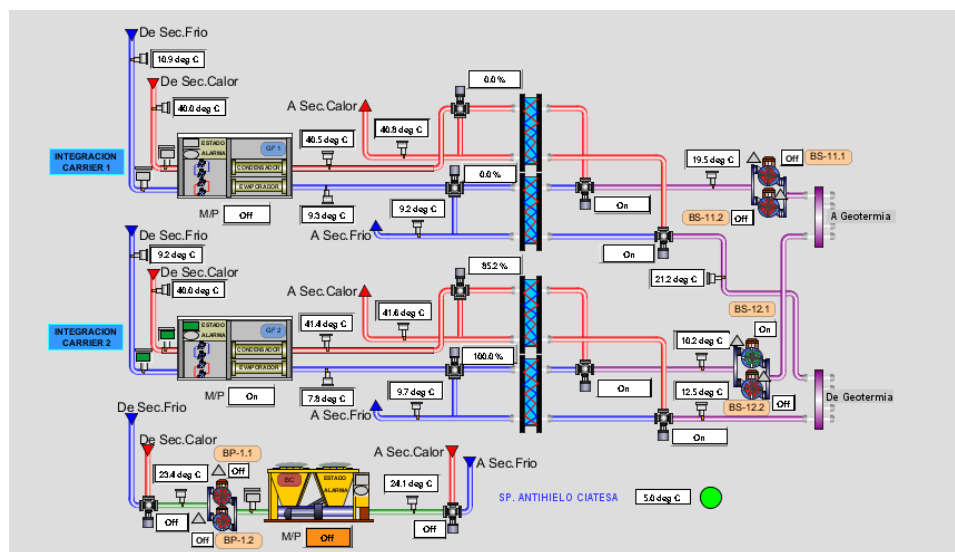 De Sec.Frio
10.9 deg C
De Sec.Calor
40.0 deg C
INTEGRACION
CARRIER 1
ESTADO
ALARMIA
GF 1
CONDENSADOR
EVAPORADOR
M/P
Off
40.5 deg C
A Sec.Calor
40.8 deg C
0.0 %
0.0 %
9.3 deg C
9.2 deg C
A Sec.Frio
On
On
19.5 deg C
Off
BS-11.1
BS-11.2
Off
A Geotermia
21.2 deg C
De Sec.Frio
9.2 deg C
De Sec.Calor
40.0 deg C
INTEGRACION
CARRIER 2
ESTADO
ALARMIA
GF 2
CONDENSADOR
EVAPORADOR
M/P
On
41.4 deg C
A Sec.Calor
41.6 deg C
85.2 %
100.0 %
7.8 deg C
9.7 deg C
A Sec.Frio
On
On
BS-12.1
On
10.2 deg C
12.5 deg C
BS-12.2
Off
De Geotermia
De Sec.Frio
De Sec.Calor
23.4 deg C
Off
BP-1.1
Off
Off
BP-1.2
BC
ESTADO
ALARMIA
M/P
Off
24.1 deg C
A Sec.Calor
A Sec.Frio
Off
SP. ANTIHIELO CIATESA
5.0 deg C